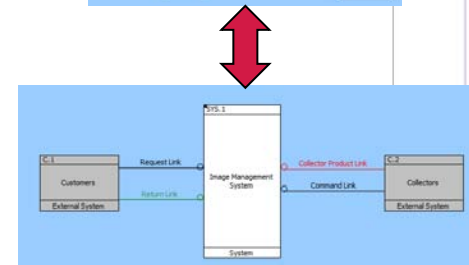 SYS.1
C.1
Customers
External System
Request Link
Return Link
Image Management
System
System
Collector Product Link
Command Link
C.2
Collectors
External System